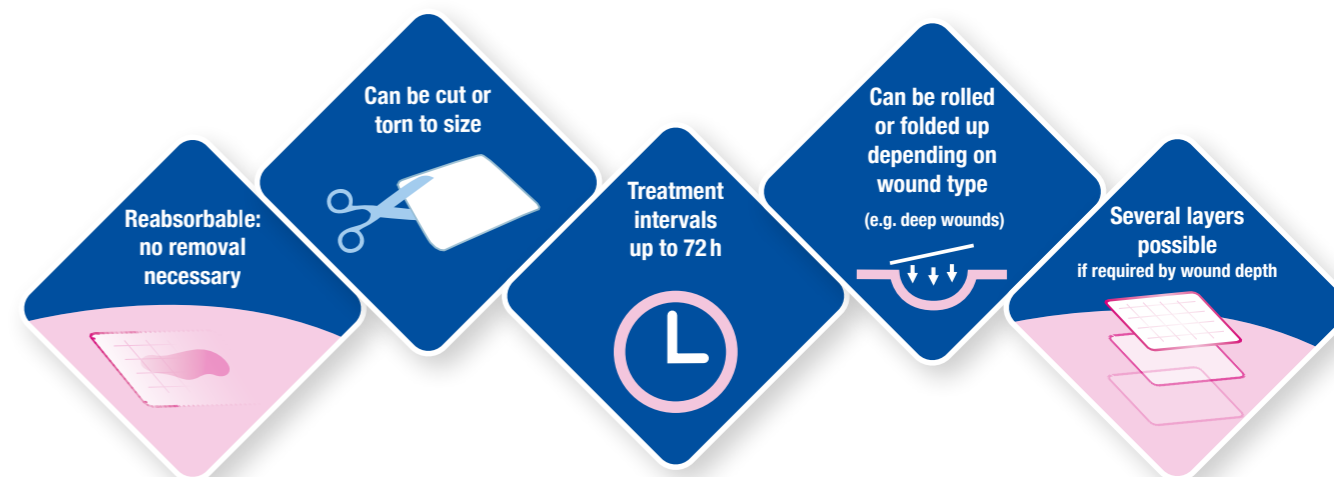 Reabsorbable:
no removal
necessary
Can be cut or
torn to size
Treatment
intervals
up to 72 h
Can be rolled
or folded up
depending on
wound type
(e.g. deep wounds)
Several layers
possible
if required by wound depth